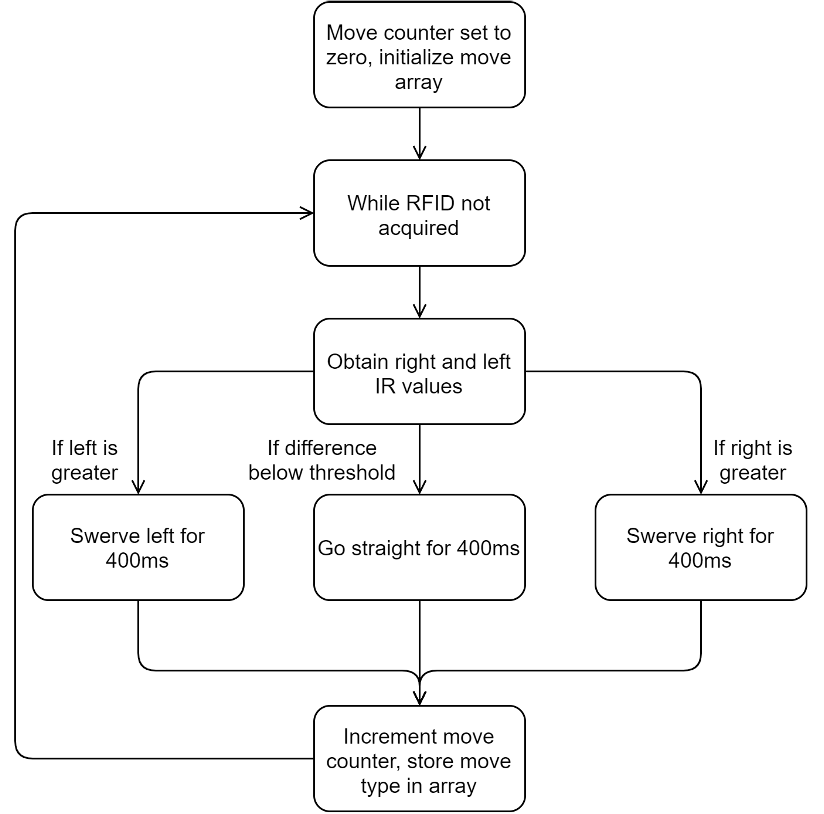 Move counter set to
zero, initialize move
array
While RFID not
acquired
Obtain right and left
IR values
If left is
greater
If difference
below threshold
If right is
greater
Swerve left for
400ms
Go straight for 400ms
Swerve right for
400ms
Increment move
counter, store move
type in array